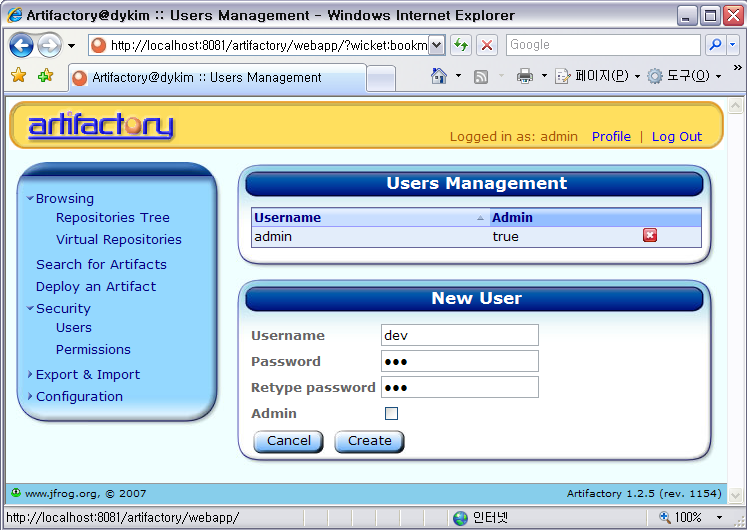 Artifactory@dykim :: Users Management - Windows Internet Explorer
http://localhost:8081/artifactory/webapp/?wicket:bookm
Google
Artifactory@dykim :: Users Management
페이지(P)
도구(O)
»
artifactory
Logged in as: admin Profile | Log Out
Browsing
Repositories Tree
Virtual Repositories
Search for Artifacts
Deploy an Artifact
Security
Users
Permissions
Export & Import
Configuration
Users Management
Username Admin
admin true
New User
Username dev
Password ●●●
Retype password ●●●
Admin
Cancel Create
www.jfrog.org, © 2007
Artifactory 1.2.5 (rev. 1154)
http://localhost:8081/artifactory/webapp/
인터넷
100%